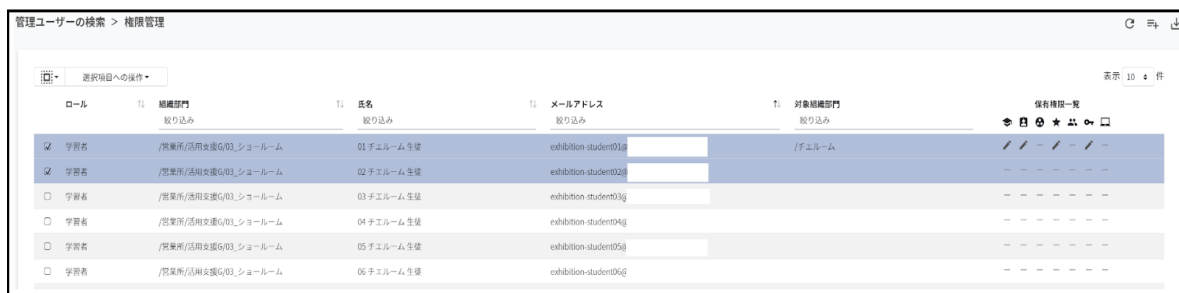 管理ユーザーの検索 > 権限管理
選択項目への操作
表示 10 件
ロール 組織部門 氏名 メールアドレス 対象組織部門 保有権限一覧
絞り込み 絞り込み 絞り込み 絞り込み
学習者 /営業所/活用支援G/03_ショールーム 01 チエルーム 生徒 exhibition-student01@ /チエルーム
学習者 /営業所/活用支援G/03_ショールーム 02 チエルーム 生徒 exhibition-student02@
学習者 /営業所/活用支援G/03_ショールーム 03 チエルーム 生徒 exhibition-student03@
学習者 /営業所/活用支援G/03_ショールーム 04 チエルーム 生徒 exhibition-student04@
学習者 /営業所/活用支援G/03_ショールーム 05 チエルーム 生徒 exhibition-student05@
学習者 /営業所/活用支援G/03_ショールーム 06 チエルーム 生徒 exhibition-student06@